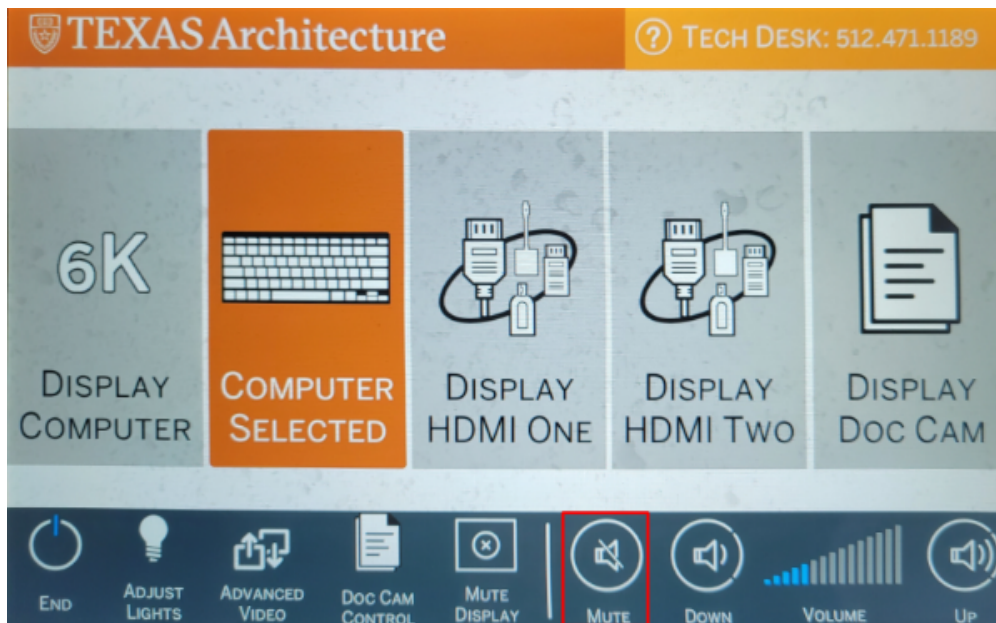 TEXAS Architecture
? TECH DESK: 512.471.1189
6K
DISPLAY
COMPUTER
COMPUTER
SELECTED
DISPLAY
HDMI ONE
DISPLAY
HDMI TWO
DISPLAY
DOC CAM
END
ADJUST
LIGHTS
ADVANCED
VIDEO
DOC CAM
CONTROL
MUTE
DISPLAY
MUTE
DOWN
VOLUME
UP